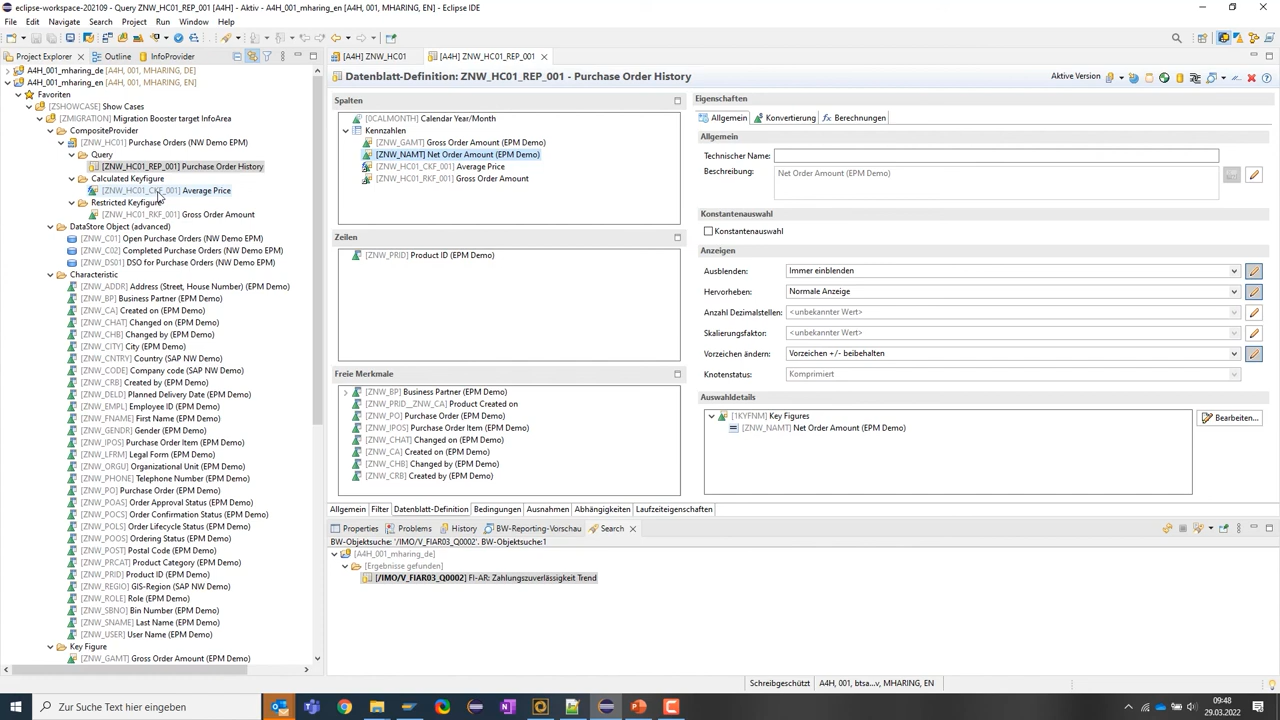 eclipse-workspace-202109 - Query ZNW_HC01_REP_001 [A4H] - Aktiv - A4H_001_mharing_en [A4H, 001, MHARING, EN] - Eclipse IDE
File Edit Navigate Search Project Run Window Help
Project Explorer Outline InfoProvider
A4H_001_mharing_de [A4H, 001, MHARING, DE]
A4H_001_mharing_en [A4H, 001, MHARING, EN]
Favoriten
[ZSHOWCASE] Show Cases
[ZMIGRATION] Migration Booster target InfoArea
CompositeProvider
[ZNW_HC01] Purchase Orders (NW Demo EPM)
Query
[ZNW_HC01_REP_001] Purchase Order History
Calculated Keyfigure
[ZNW_HC01_CKF_001] Average Price
Restricted Keyfigure
[ZNW_HC01_RKF_001] Gross Order Amount
DataStore Object (advanced)
[ZNW_C01] Open Purchase Orders (NW Demo EPM)
[ZNW_C02] Completed Purchase Orders (NW Demo EPM)
[ZNW_DS01] DSO for Purchase Orders (NW Demo EPM)
Characteristic
[ZNW_ADDR] Address (Street, House Number) (EPM Demo)
[ZNW_BP] Business Partner (EPM Demo)
[ZNW_CA] Created on (EPM Demo)
[ZNW_CHAT] Changed on (EPM Demo)
[ZNW_CHB] Changed by (EPM Demo)
[ZNW_CITY] City (EPM Demo)
[ZNW_CNTRY] Country (SAP NW Demo)
[ZNW_CODE] Company code (SAP NW Demo)
[ZNW_CRB] Created by (EPM Demo)
[ZNW_DELD] Planned Delivery Date (EPM Demo)
[ZNW_EMPL] Employee ID (EPM Demo)
[ZNW_FNAME] First Name (EPM Demo)
[ZNW_GENDR] Gender (EPM Demo)
[ZNW_IPOS] Purchase Order Item (EPM Demo)
[ZNW_LFRM] Legal Form (EPM Demo)
[ZNW_ORGU] Organizational Unit (EPM Demo)
[ZNW_PHONE] Telephone Number (EPM Demo)
[ZNW_PO] Purchase Order (EPM Demo)
[ZNW_POAS] Order Approval Status (EPM Demo)
[ZNW_POCS] Order Confirmation Status (EPM Demo)
[ZNW_POLS] Order Lifecycle Status (EPM Demo)
[ZNW_POOS] Ordering Status (EPM Demo)
[ZNW_POST] Postal Code (EPM Demo)
[ZNW_PRCAT] Product Category (EPM Demo)
[ZNW_PRID] Product ID (EPM Demo)
[ZNW_REGIO] GIS-Region (SAP NW Demo)
[ZNW_ROLE] Role (EPM Demo)
[ZNW_SBNO] Bin Number (EPM Demo)
[ZNW_SNAME] Last Name (EPM Demo)
[ZNW_USER] User Name (EPM Demo)
Key Figure
[ZNW_GAMT] Gross Order Amount (EPM Demo)
[A4H] ZNW_HC01 [A4H] ZNW_HC01_REP_001
Datenblatt-Definition: ZNW_HC01_REP_001 - Purchase Order History
Aktive Version
Spalten
[0CALMONTH] Calendar Year/Month
Kennzahlen
[ZNW_GAMT] Gross Order Amount (EPM Demo)
[ZNW_NAMT] Net Order Amount (EPM Demo)
[ZNW_HC01_CKF_001] Average Price
[ZNW_HC01_RKF_001] Gross Order Amount
Zeilen
[ZNW_PRID] Product ID (EPM Demo)
Freie Merkmale
[ZNW_BP] Business Partner (EPM Demo)
[ZNW_PRID__ZNW_CA] Product Created on
[ZNW_PO] Purchase Order (EPM Demo)
[ZNW_IPOS] Purchase Order Item (EPM Demo)
[ZNW_CHAT] Changed on (EPM Demo)
[ZNW_CA] Created on (EPM Demo)
[ZNW_CHB] Changed by (EPM Demo)
[ZNW_CRB] Created by (EPM Demo)
Eigenschaften
Allgemein Konvertierung Berechnungen
Allgemein
Technischer Name:
Beschreibung: Net Order Amount (EPM Demo)
Konstantenauswahl
Konstantenauswahl
Anzeigen
Ausblenden: Immer einblenden
Hervorheben: Normale Anzeige
Anzahl Dezimalstellen: <unbekannter Wert>
Skalierungsfaktor: <unbekannter Wert>
Vorzeichen ändern: Vorzeichen +/- beibehalten
Knotenstatus: Komprimiert
Auswahldetails
[1KYFNM] Key Figures
[ZNW_NAMT] Net Order Amount (EPM Demo)
Bearbeiten...
Allgemein Filter Datenblatt-Definition Bedingungen Ausnahmen Abhängigkeiten Laufzeiteigenschaften
Properties Problems History BW-Reporting-Vorschau Search
BW-Objektsuche: '/IMO/V_FIAR03_Q0002'. BW-Objektsuche:1
[A4H_001_mharing_de]
[Ergebnisse gefunden]
[/IMO/V_FIAR03_Q0002] FI-AR: Zahlungszuverlässigkeit Trend
Schreibgeschützt A4H, 001, btsa...v, MHARING, EN
Zur Suche Text hier eingeben
09:48
29.03.2022